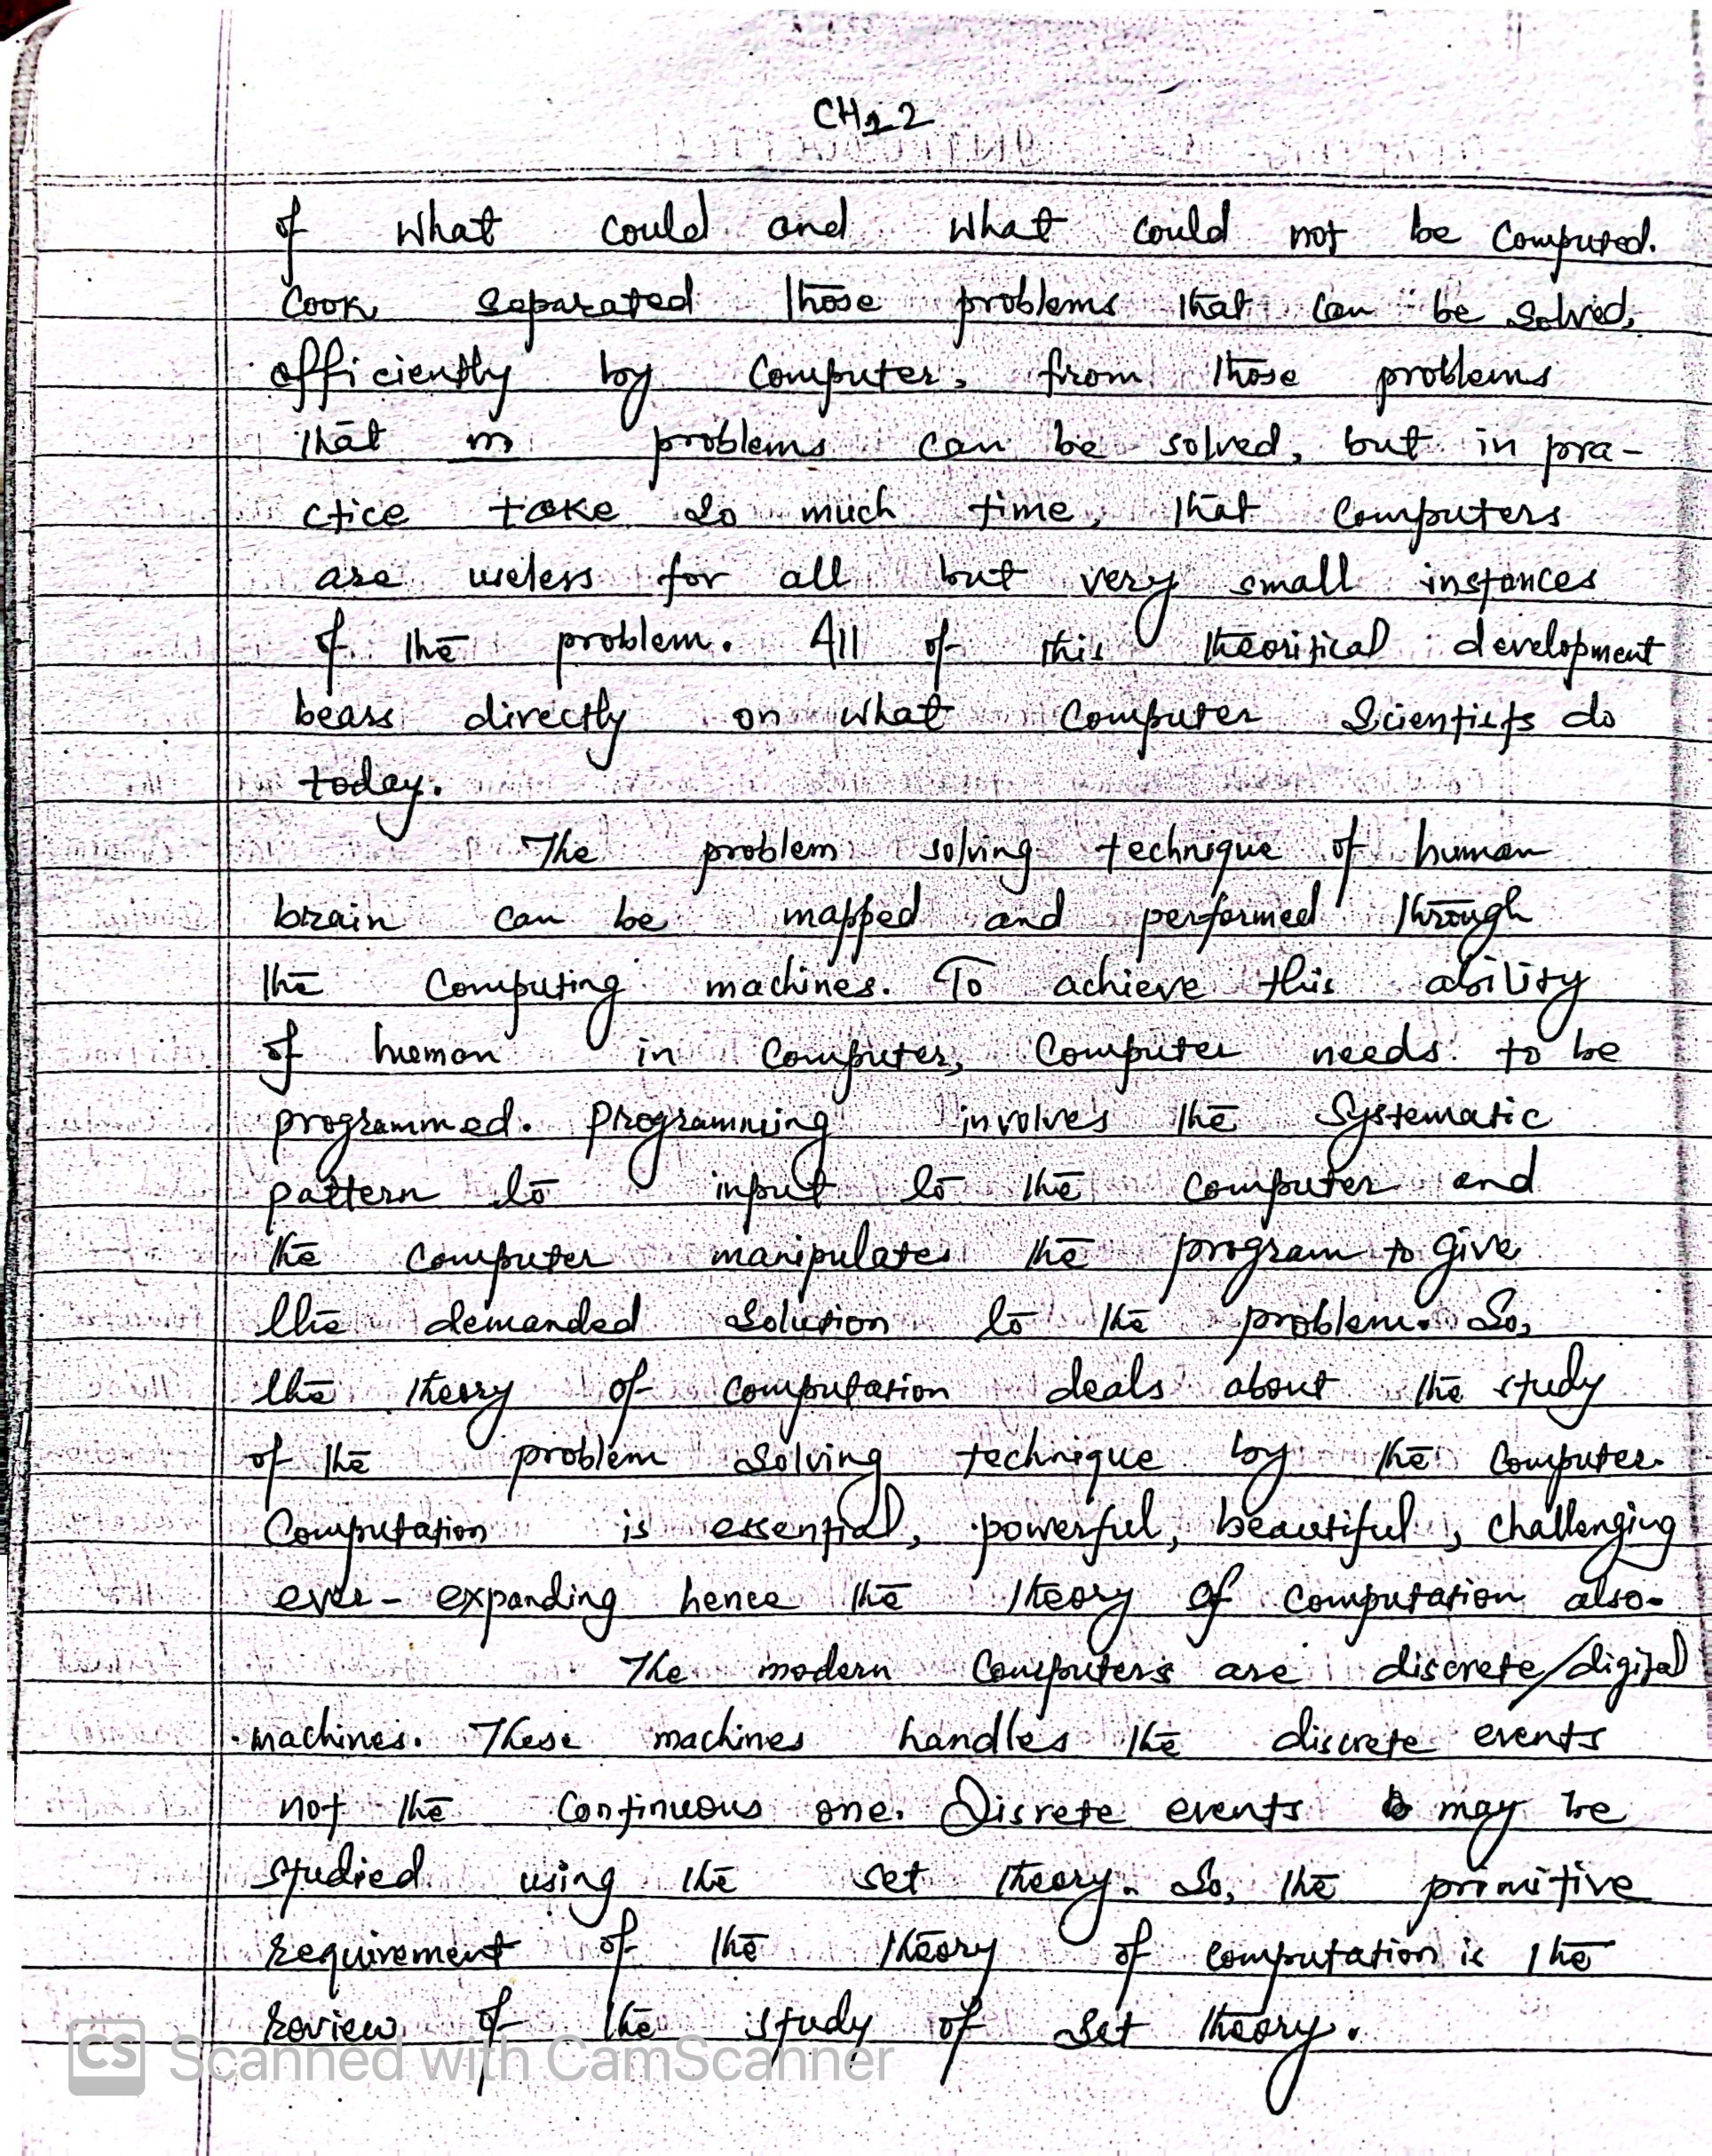 CH12
of what could and what could not be computed.
Cook separated those problems that can be solved,
efficiently by computer, from those problems
that in problems can be solved, but in pra-
ctice take so much time, that computers
are useless for all but very small instances
of the problem. All of this theoritical development
bears directly on what computer scientists do
today.
The problem solving technique of human
brain can be mapped and performed through
the computing machines. To achieve this ability
of human in computer, computer needs to be
programmed. Programming involves the systematic
pattern to input to the computer and
the computer manipulates the program to give
the demanded solution to the problem. So,
the theory of computation deals about the study
of the problem solving technique by the computer.
Computation is essential, powerful, beautiful, challenging
ever-expanding hence the theory of computation also.
The modern computers are discrete/digital
machines. These machines handles the discrete events
not the continuous one. Disrete events may be
studied using the set theory. So, the primitive
requirement of the theory of computation is the
review of the study of set theory.
CS Scanned with CamScanner